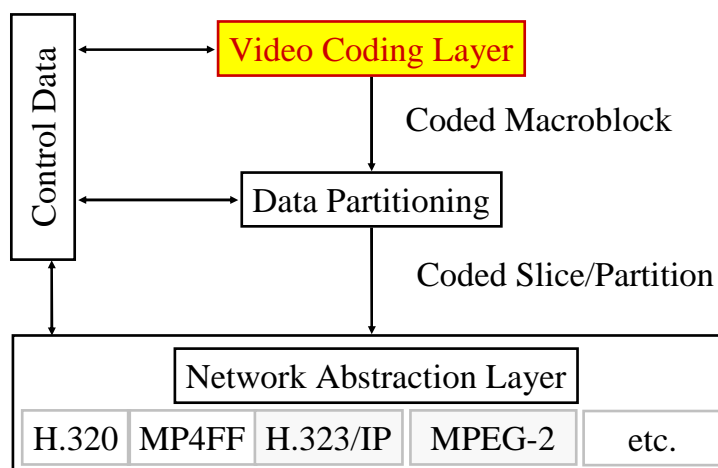 Control Data
Video Coding Layer
Coded Macroblock
Data Partitioning
Coded Slice/Partition
Network Abstraction Layer
H.320 MP4FF H.323/IP MPEG-2 etc.